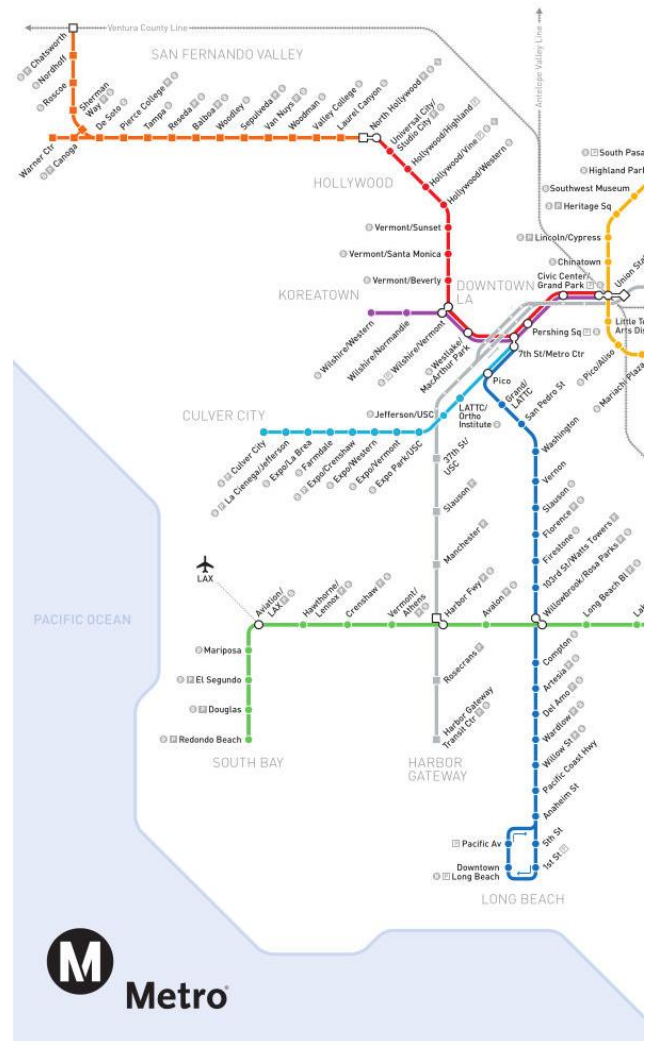 Ventura County Line
Antelope Valley Line
SAN FERNANDO VALLEY
Chatsworth
Nordhoff
Roscoe
Sherman
Way
Warner Ctr
Canoga
De Soto
Pierce College
Tampa
Reseda
Balboa
Woodley
Sepulveda
Van Nuys
Woodman
Valley College
Laurel Canyon
North Hollywood
Universal City/
Studio City
Hollywood/Highland
Hollywood/Vine
Hollywood/Western
HOLLYWOOD
Vermont/Sunset
Vermont/Santa Monica
Vermont/Beverly
South Pasa
Highland Park
Southwest Museum
Heritage Sq
Lincoln/Cypress
Chinatown
Civic Center/
Grand Park
Union Sta
DOWNTOWN
LA
KOREATOWN
Wilshire/Western
Wilshire/Normandie
Wilshire/Vermont
Westlake/
MacArthur Park
Pershing Sq
7th St/Metro Ctr
Little To
Arts Dis
Pico/Aliso
Mariachi Plaza
Pico
Grand/
LATTC
San Pedro St
CULVER CITY
Jefferson/USC
LATTC/
Ortho
Institute
Culver City
La Cienega/Jefferson
Expo/La Brea
Farmdale
Expo/Crenshaw
Expo/Western
Expo/Vermont
Expo Park/USC
37th St/
USC
Slauson
Manchester
Washington
Vernon
Slauson
Florence
Firestone
103rd St/Watts Towers
Willowbrook/Rosa Parks
LAX
Aviation/
LAX
Hawthorne/
Lennox
Crenshaw
Vermont/
Athens
Harbor Fwy
Avalon
Long Beach Bl
Lak
PACIFIC OCEAN
Mariposa
El Segundo
Douglas
Redondo Beach
SOUTH BAY
Rosecrans
Harbor Gateway
Transit Ctr
HARBOR
GATEWAY
Compton
Artesia
Del Amo
Wardlow
Willow St
Pacific Coast Hwy
Anaheim St
Pacific Av
5th St
Downtown
Long Beach
1st St
LONG BEACH
M
Metro